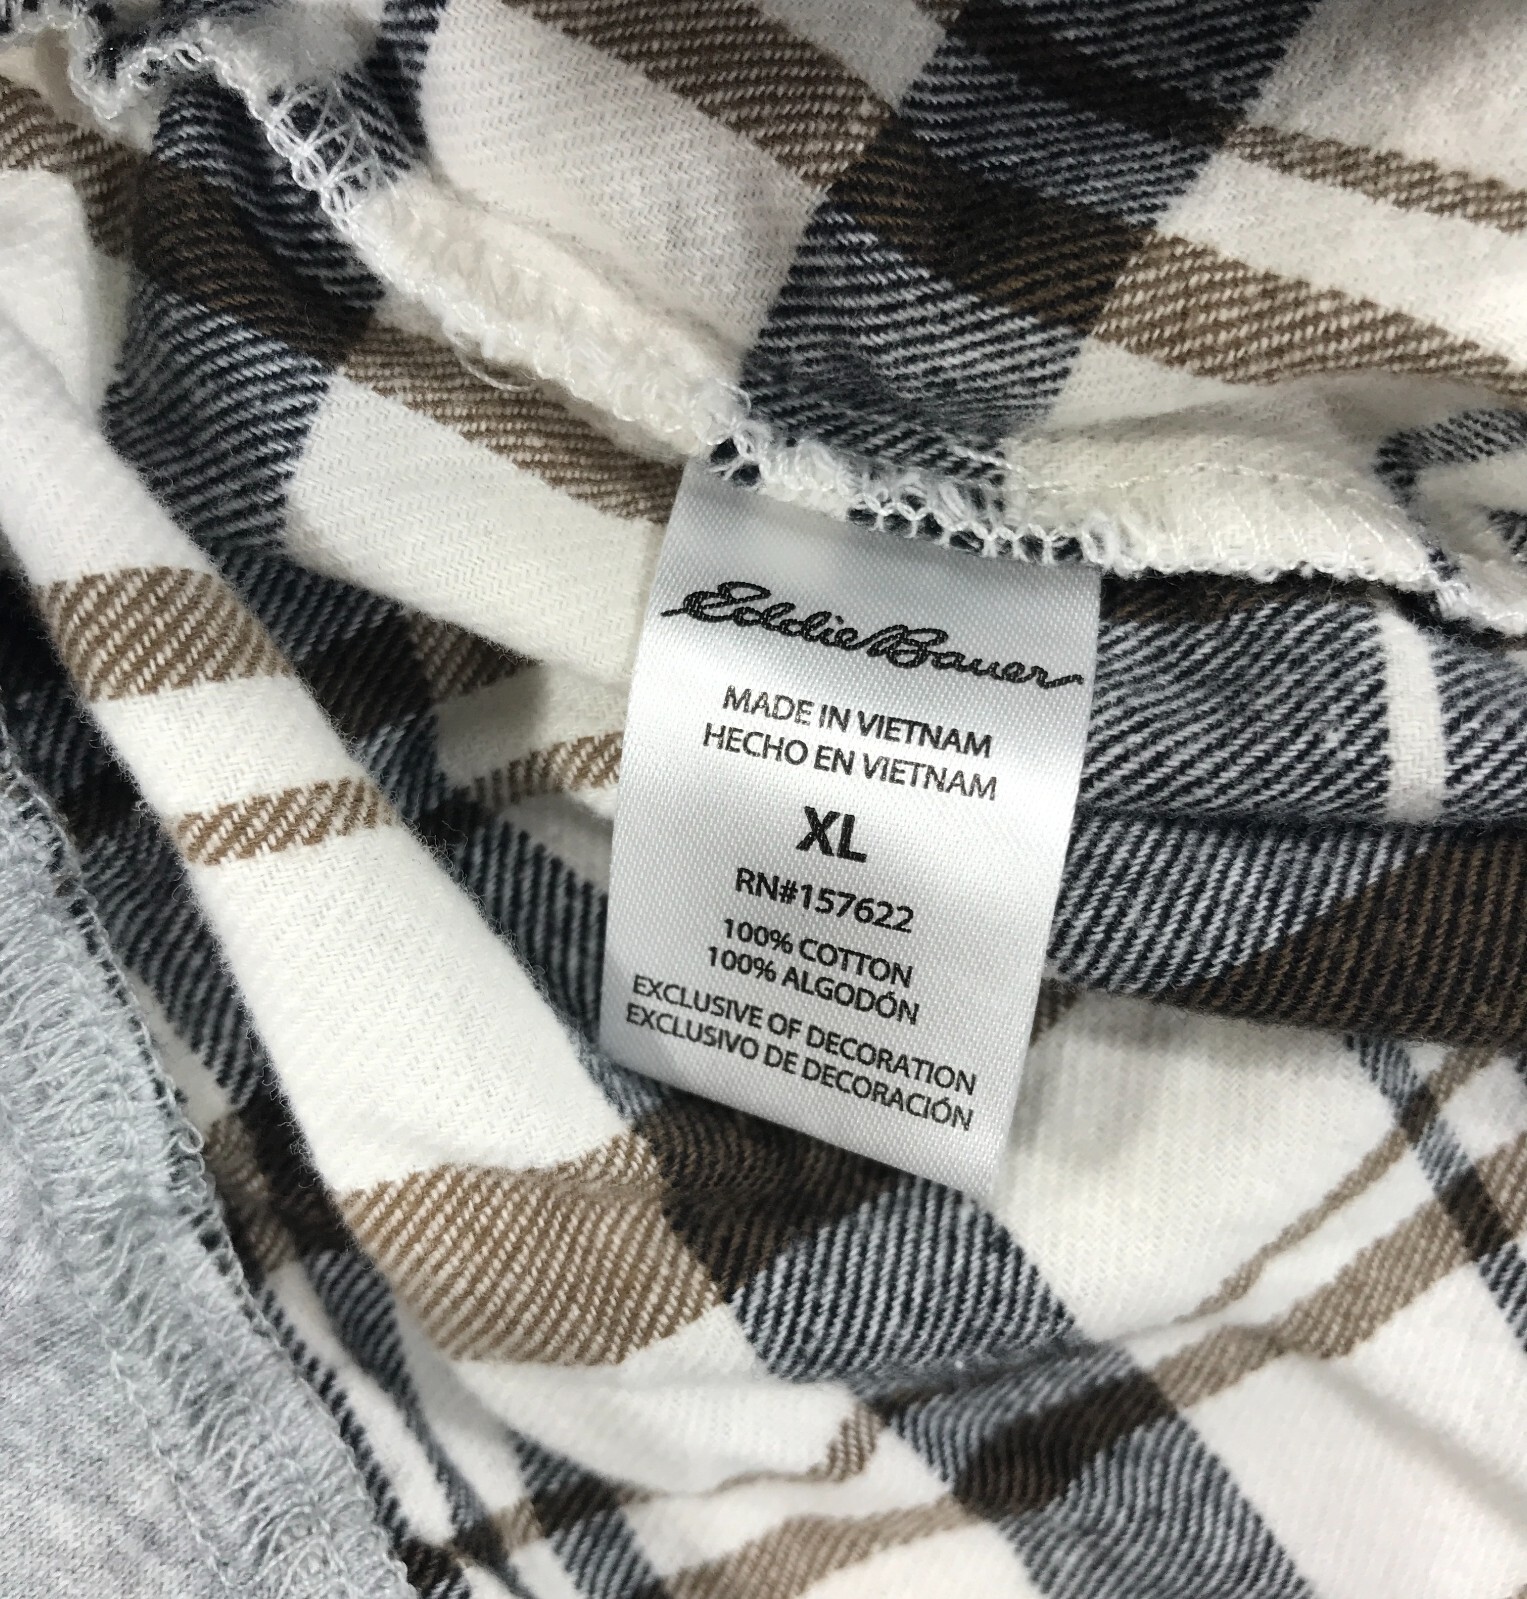 Eddie Bauer
MADE IN VIETNAM
HECHO EN VIETNAM
XL
RN#157622
100% COTTON
100% ALGODÓN
EXCLUSIVE OF DECORATION
EXCLUSIVO DE DECORACIÓN